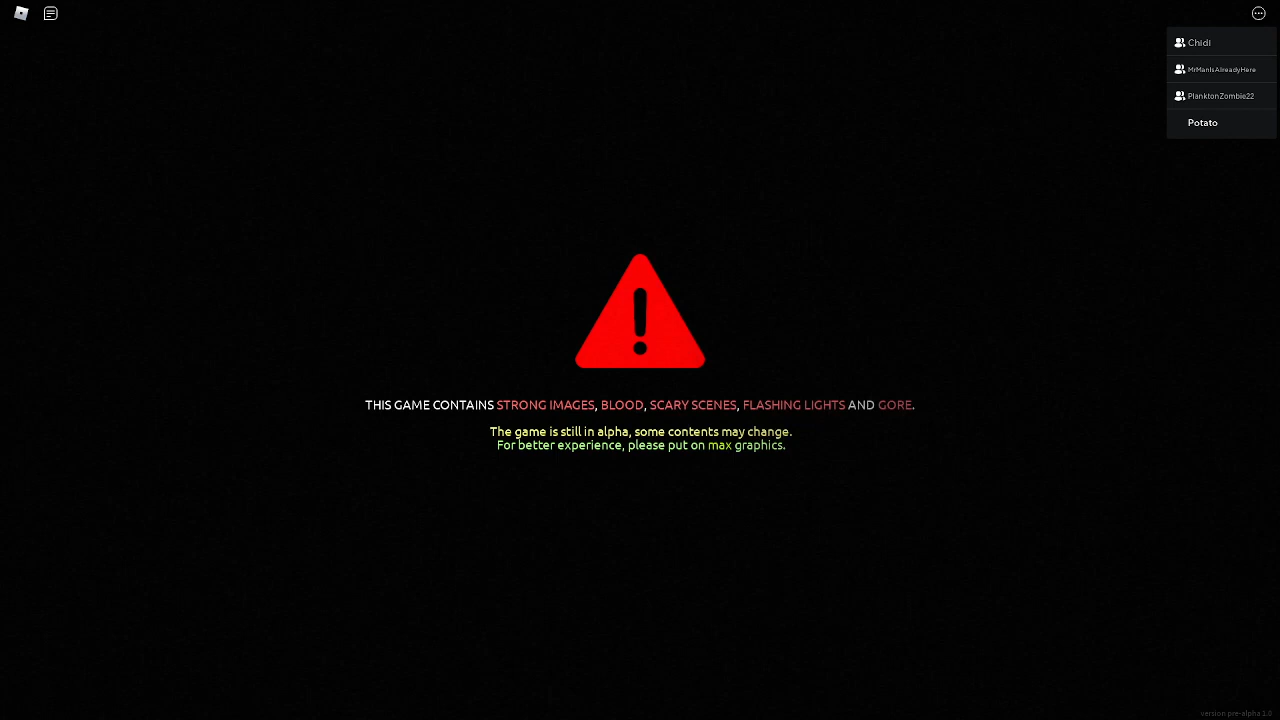 Chidi
MrManIsAlreadyHere
PlanktonZombie22
Potato
THIS GAME CONTAINS STRONG IMAGES, BLOOD, SCARY SCENES, FLASHING LIGHTS AND GORE.
The game is still in alpha, some contents may change.
For better experience, please put on max graphics.
version pre-alpha 1.0